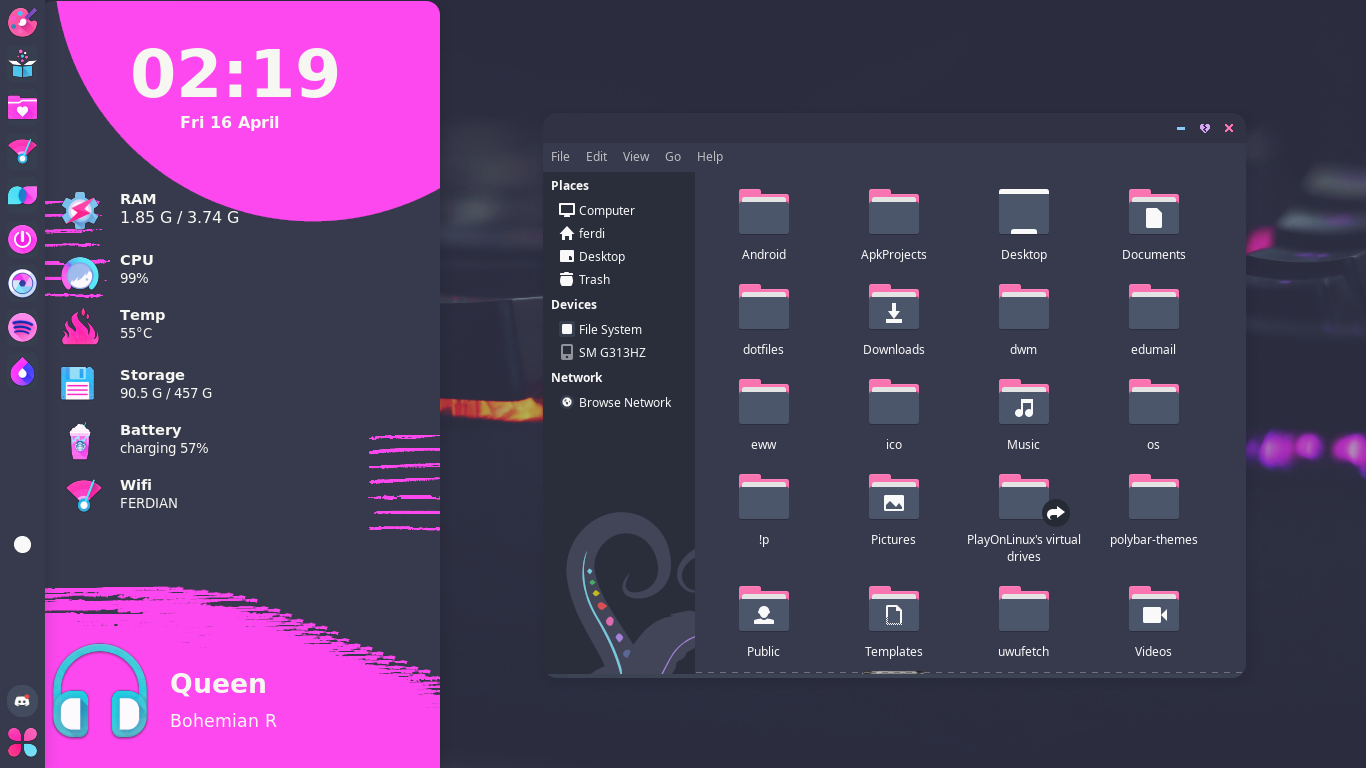 02:19
Fri 16 April
RAM
1.85 G / 3.74 G
CPU
99%
Temp
55°C
Storage
90.5 G / 457 G
Battery
charging 57%
Wifi
FERDIAN
Queen
Bohemian R
File Edit View Go Help
Places
Computer
ferdi
Desktop
Trash
Devices
File System
SM G313HZ
Network
Browse Network
Android ApkProjects Desktop Documents
dotfiles Downloads dwm edumail
eww ico Music os
!p Pictures PlayOnLinux's virtual polybar-themes
drives
Public Templates uwufetch Videos